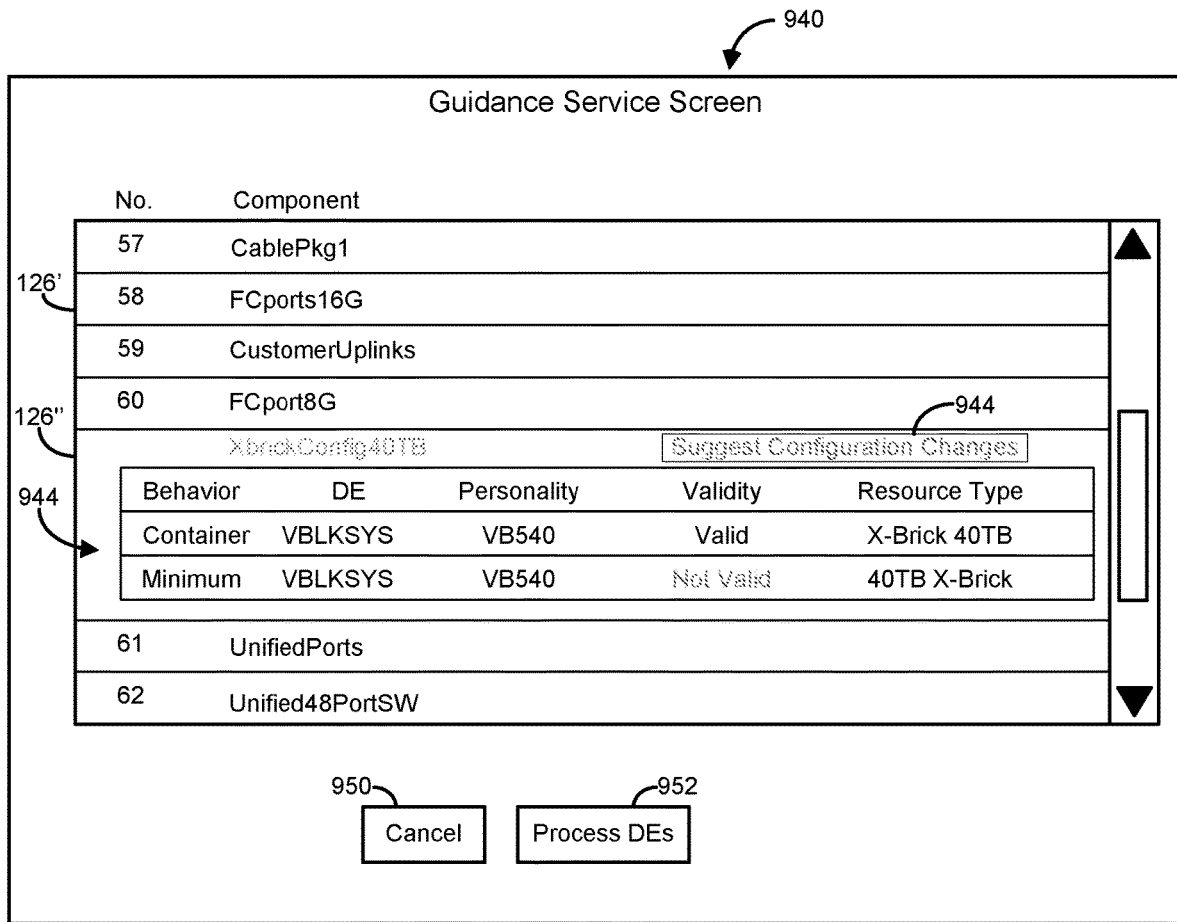 940
Guidance Service Screen
No. Component
57 CablePkg1
126’
58 FCports16G
59 CustomerUplinks
60 FCport8G
126”
944
XbrickConfig40TB Suggest Configuration Changes
944
Behavior DE Personality Validity Resource Type
Container VBLKSYS VB540 Valid X-Brick 40TB
Minimum VBLKSYS VB540 Not Valid 40TB X-Brick
61 UnifiedPorts
62 Unified48PortSW
950 952
Cancel Process DEs